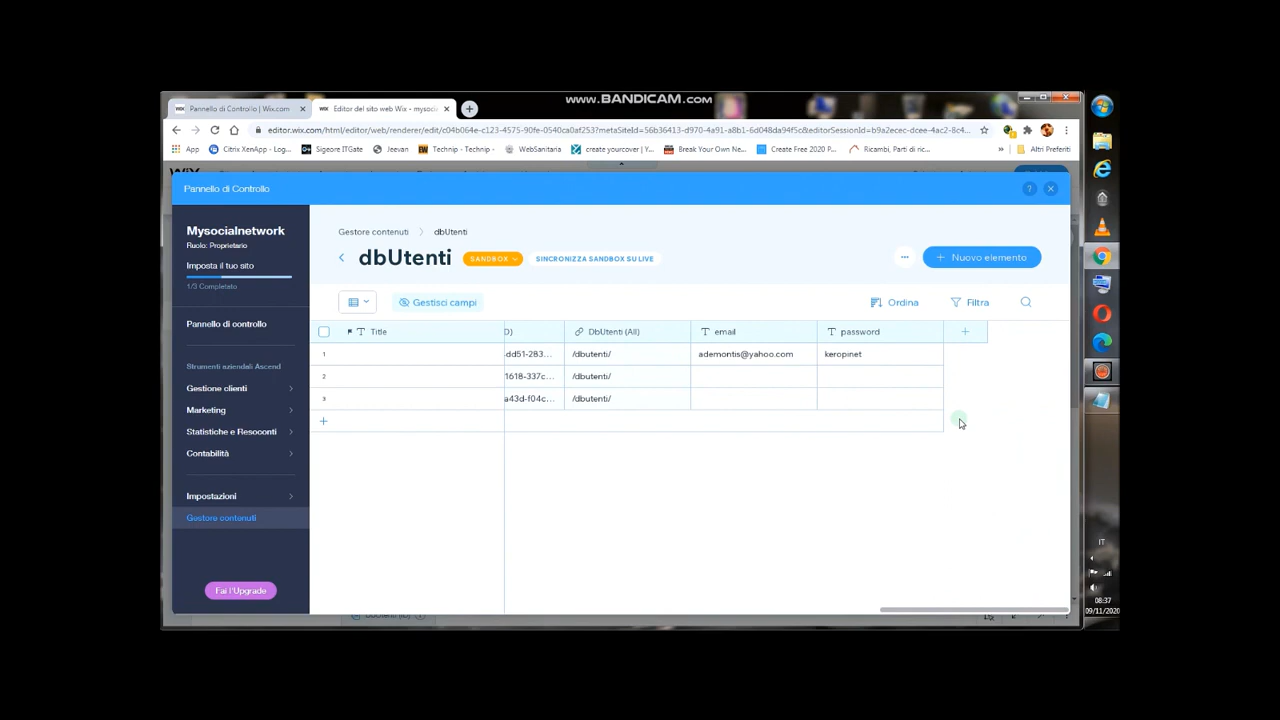 www.BANDICAM.com
Pannello di Controllo | Wix.com
Editor del sito web Wix - mysoci
editor.wix.com/html/editor/web/renderer/edit/c04b064e-c123-4575-90fe-0540ca0af253?metaSiteId=56b36413-d970-4a91-a8b1-6d048da94f5c&editorSessionId=b9a2ecec-dcee-4ac2-8c4...
App
Citrix XenApp - Log...
Sigeore ITGate
Jeevan
Technip - Technip -
WebSanitaria
create yourcover | Y...
Break Your Own Ne...
Create Free 2020 P...
Ricambi, Parti di ric...
»
Altri Preferiti
Pannello di Controllo
?
Mysocialnetwork
Ruolo: Proprietario
Imposta il tuo sito
1/3 Completato
Pannello di controllo
Strumenti aziendali Ascend
Gestione clienti
Marketing
Statistiche e Resoconti
Contabilità
Impostazioni
Gestore contenuti
Fai l'Upgrade
Gestore contenuti > dbUtenti
dbUtenti
SANDBOX
SINCRONIZZA SANDBOX SU LIVE
... + Nuovo elemento
Gestisci campi
Ordina
Filtra
Title D) DbUtenti (All) email password +
1 -dd51-283... /dbutenti/ ademontis@yahoo.com keropinet
2 1618-337c... /dbutenti/
3 a43d-f04c... /dbutenti/
+
IT
08:37
09/11/2020